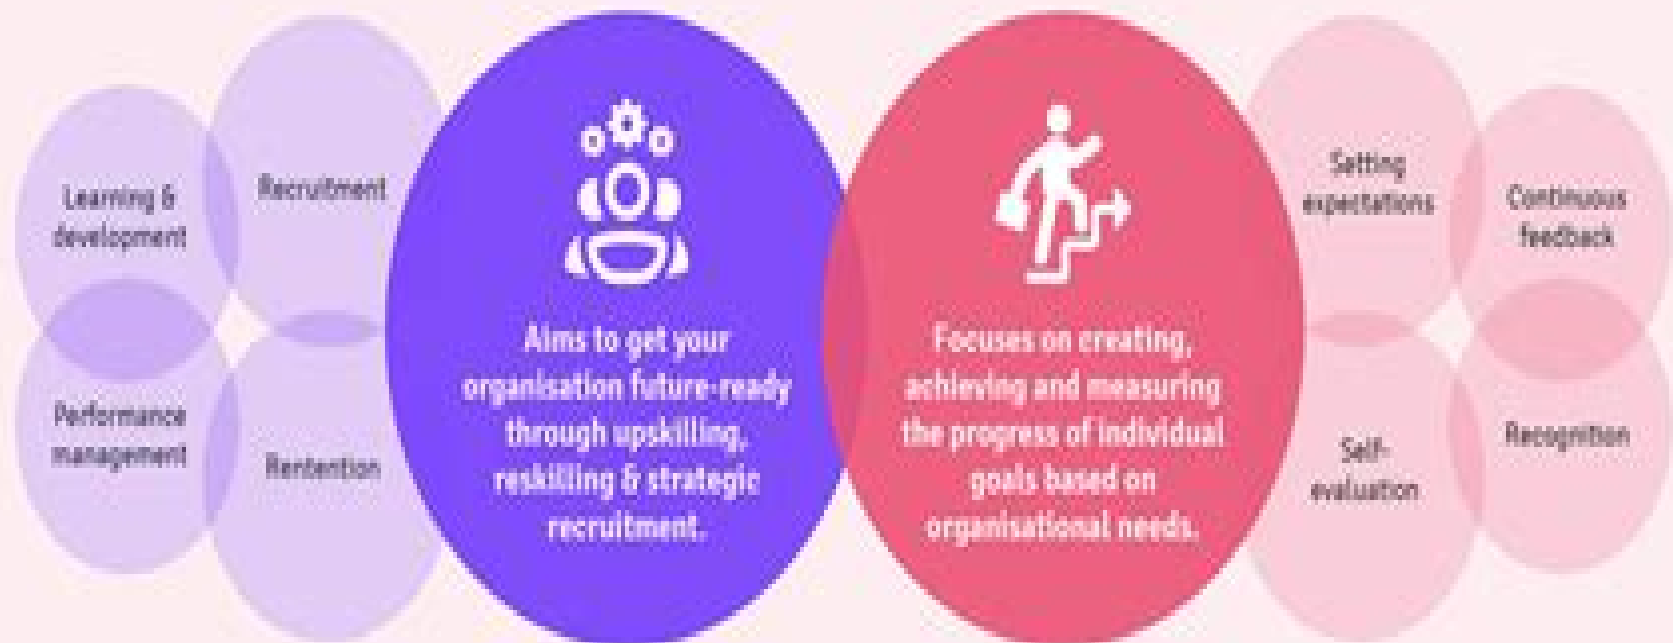 Learning &
development
Recruitment
Performance
management
Rentention
Aims to get your
organisation future-ready
through upskilling,
reskilling & strategic
recruitment.
Focuses on creating,
achieving and measuring
the progress of individual
goals based on
organisational needs.
Setting
expectations
Continuous
feedback
Self-
evaluation
Recognition